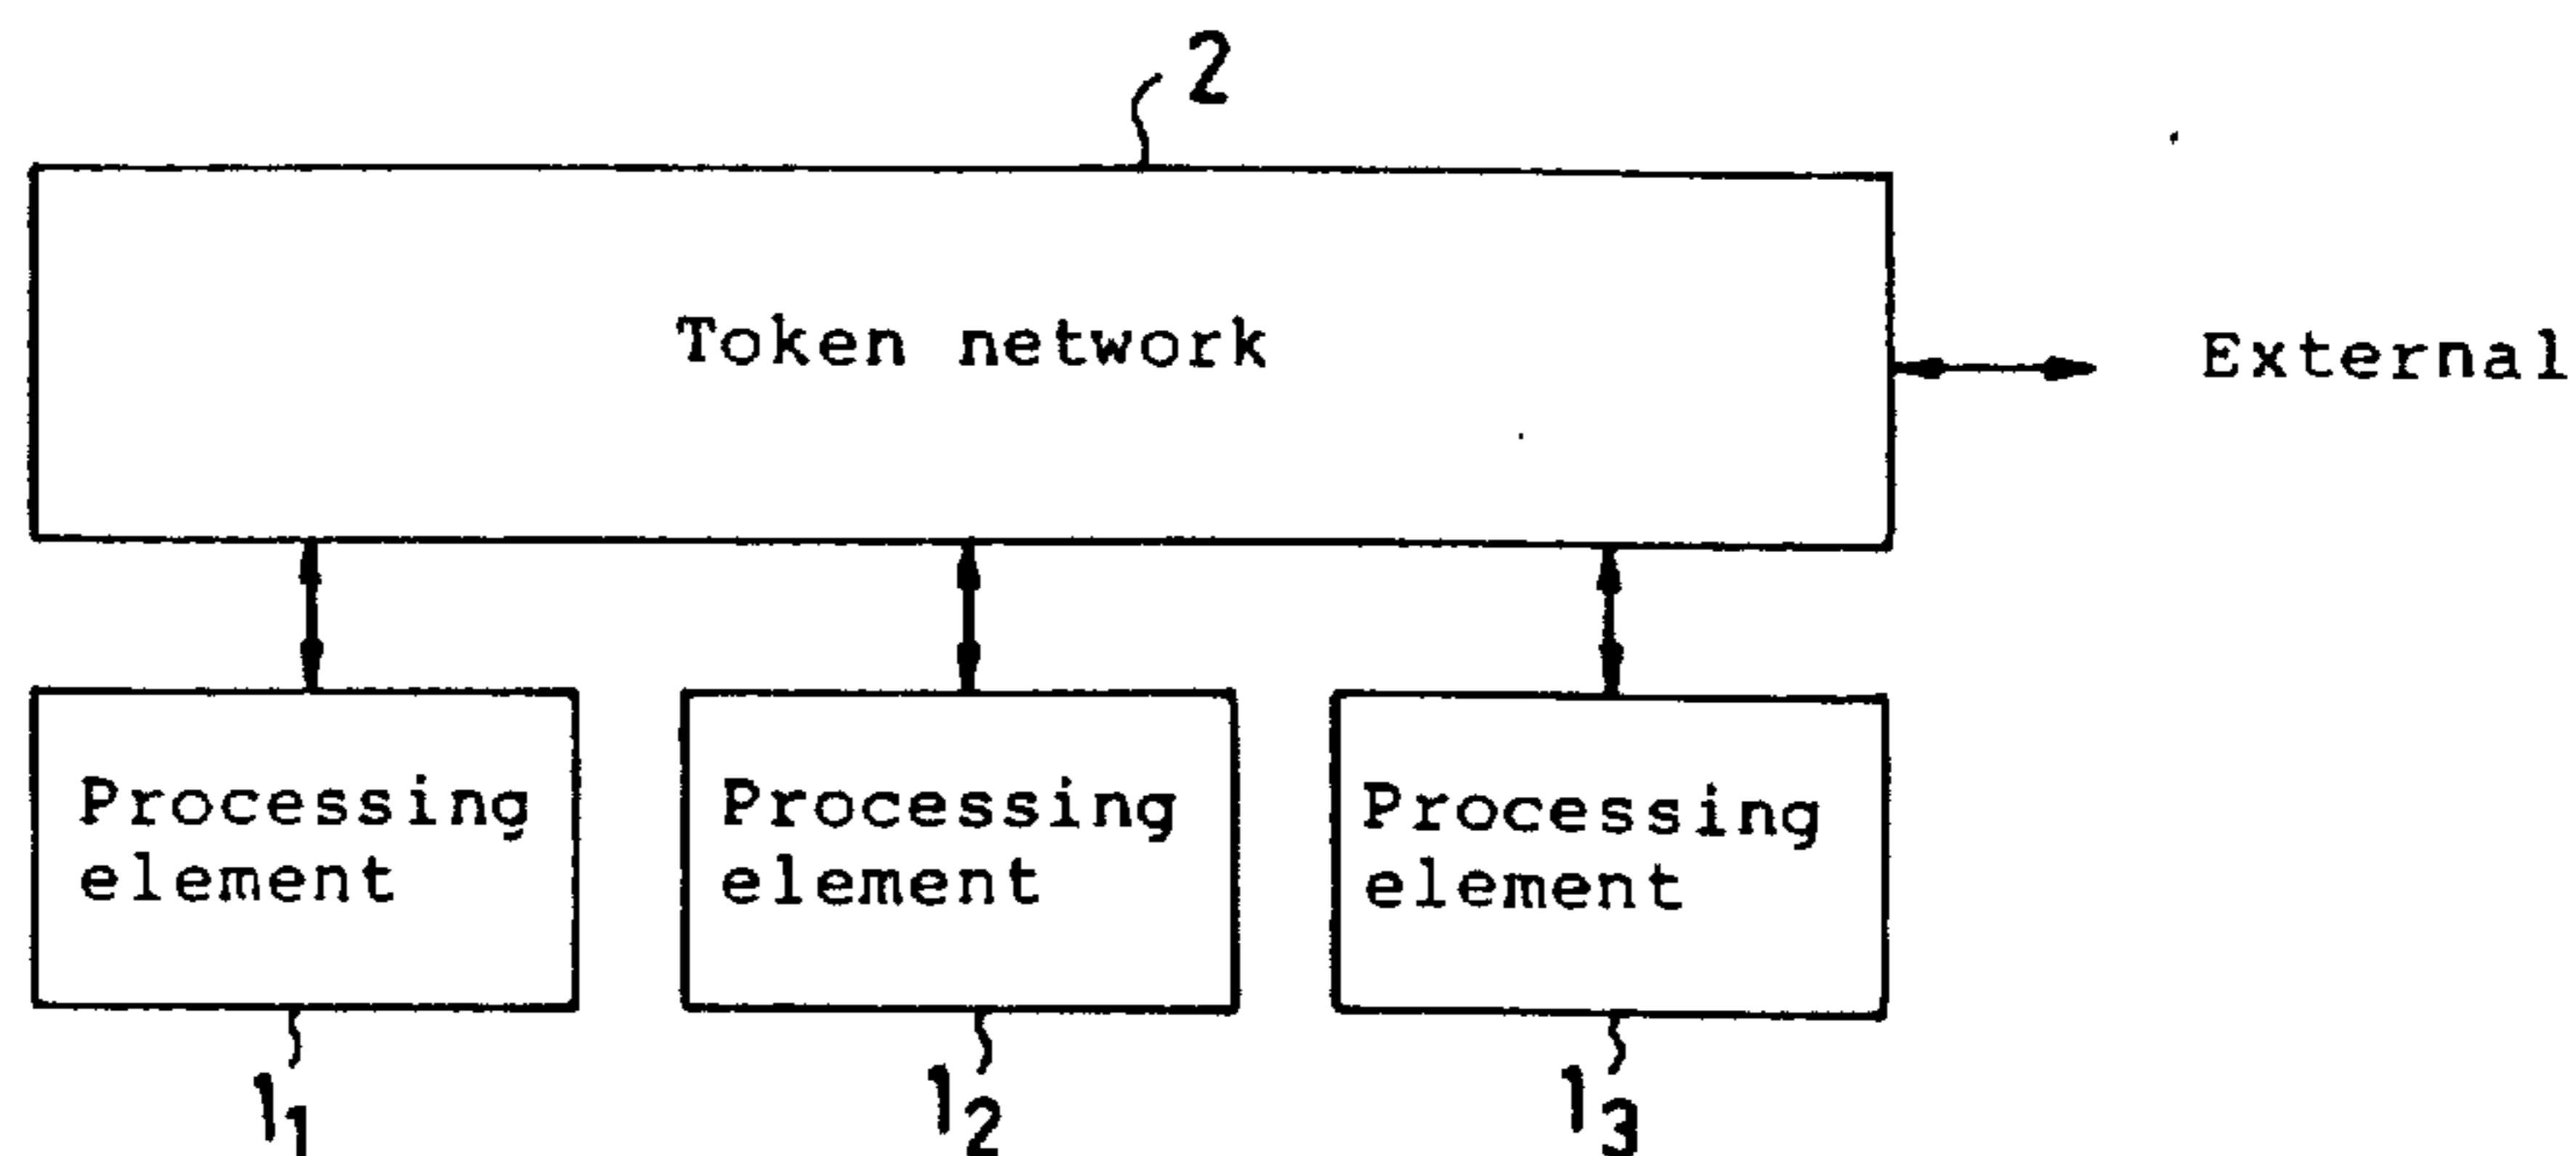 2
Token network
External
Processing
element
Processing
element
Processing
element
1₁
1₂
1₃